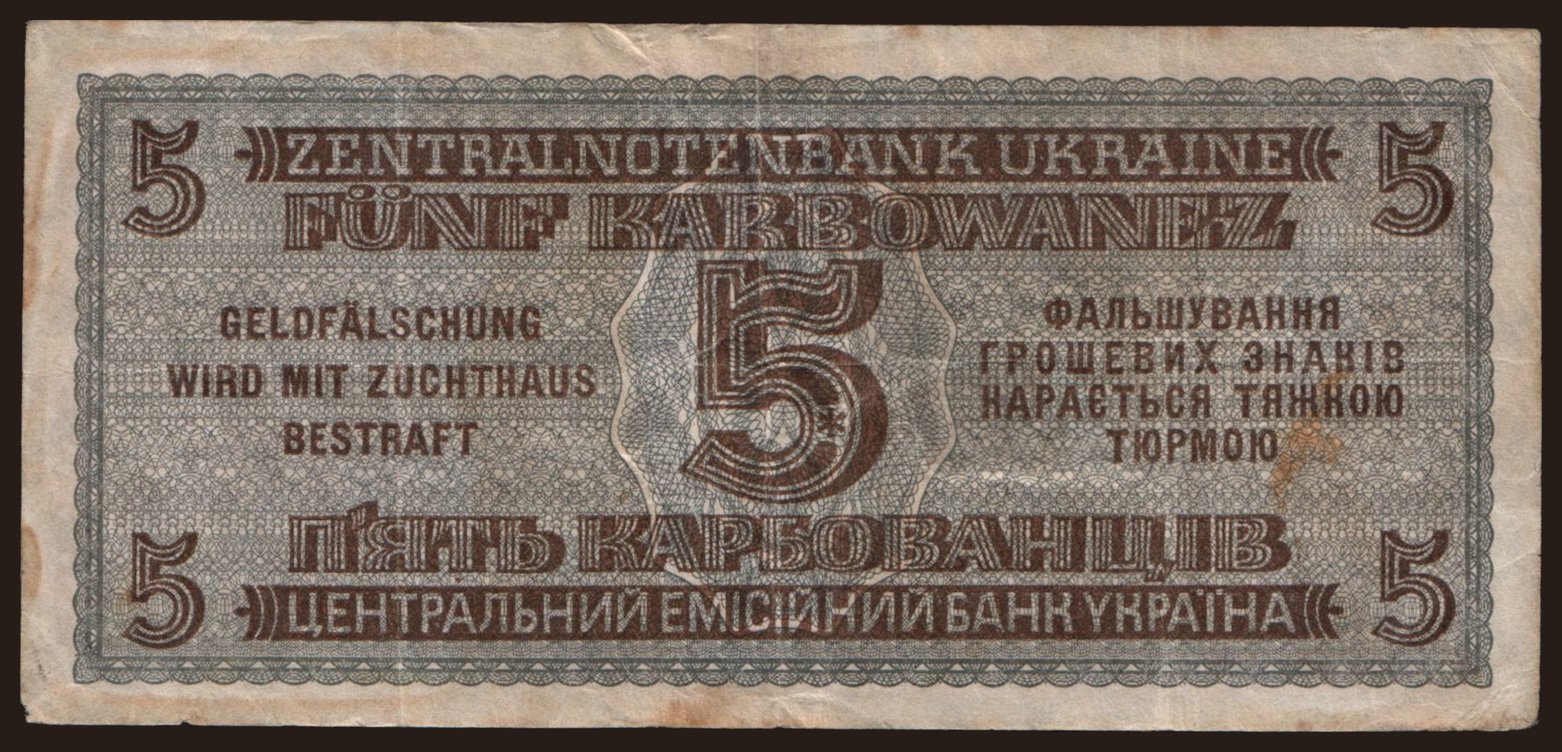 5 ZENTRALNOTENBANK UKRAINE 5
FÜNF KARBOWANEZ
5
GELDFÄLSCHUNG
WIRD MIT ZUCHTHAUS
BESTRAFT
ФАЛЬШУВАННЯ
ГРОШЕВИХ ЗНАКІВ
КАРАЄТЬСЯ ТЯЖКОЮ
ТЮРМОЮ
П'ЯТЬ КАРБОВАНЦІВ
5 ЦЕНТРАЛЬНИЙ ЕМІСІЙНИЙ БАНК УКРАЇНА 5